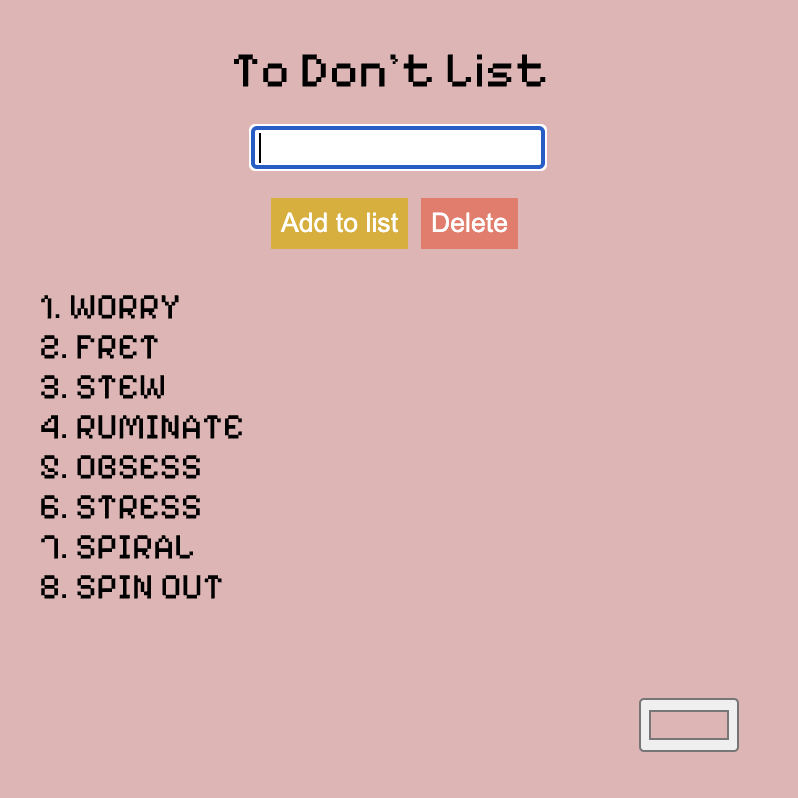 To Don't List
Add to list Delete
1. WORRY
2. FRET
3. STEW
4. RUMINATE
5. OBSESS
6. STRESS
7. SPIRAL
8. SPIN OUT